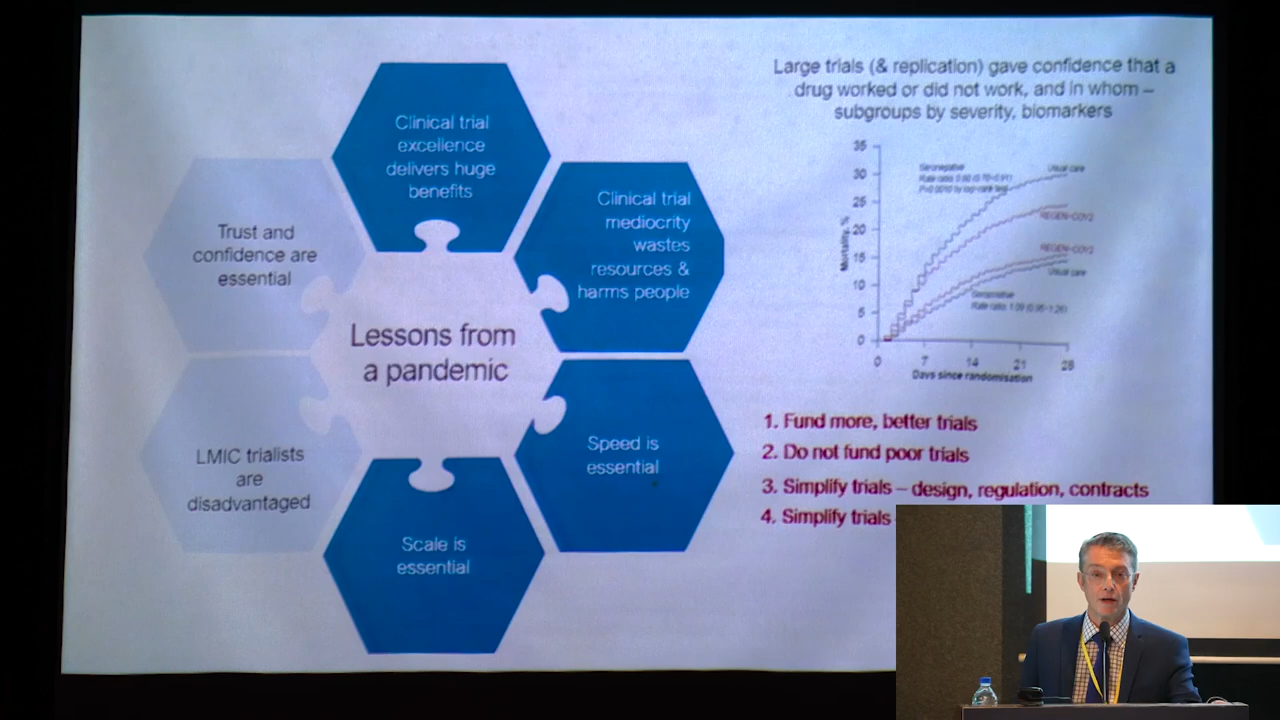 Clinical trial
excellence
delivers huge
benefits
Clinical trial
mediocrity
wastes
resources &
harms people
Speed is
essential
Scale is
essential
LMIC trialists
are
disadvantaged
Trust and
confidence are
essential
Lessons from
a pandemic
Large trials (& replication) gave confidence that a
drug worked or did not work, and in whom –
subgroups by severity, biomarkers
Mortality, %
35
30
25
20
15
10
5
0
0
7
14
21
28
Days since randomisation
Seronegative
Usual care
REGEN-COV2
REGEN-COV2
Usual care
Seropositive
1. Fund more, better trials
2. Do not fund poor trials
3. Simplify trials – design, regulation, contracts
4. Simplify trials